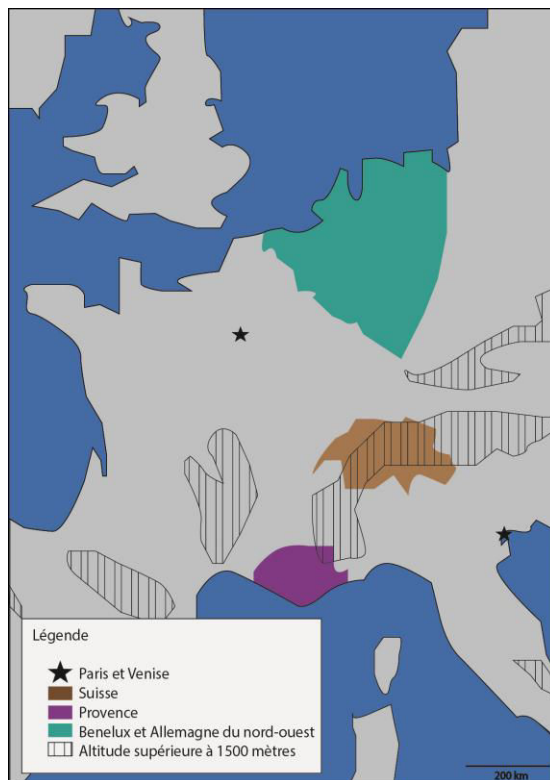 Légende
Paris et Venise
Suisse
Provence
Benelux et Allemagne du nord-ouest
Altitude supérieure à 1500 mètres
200 km